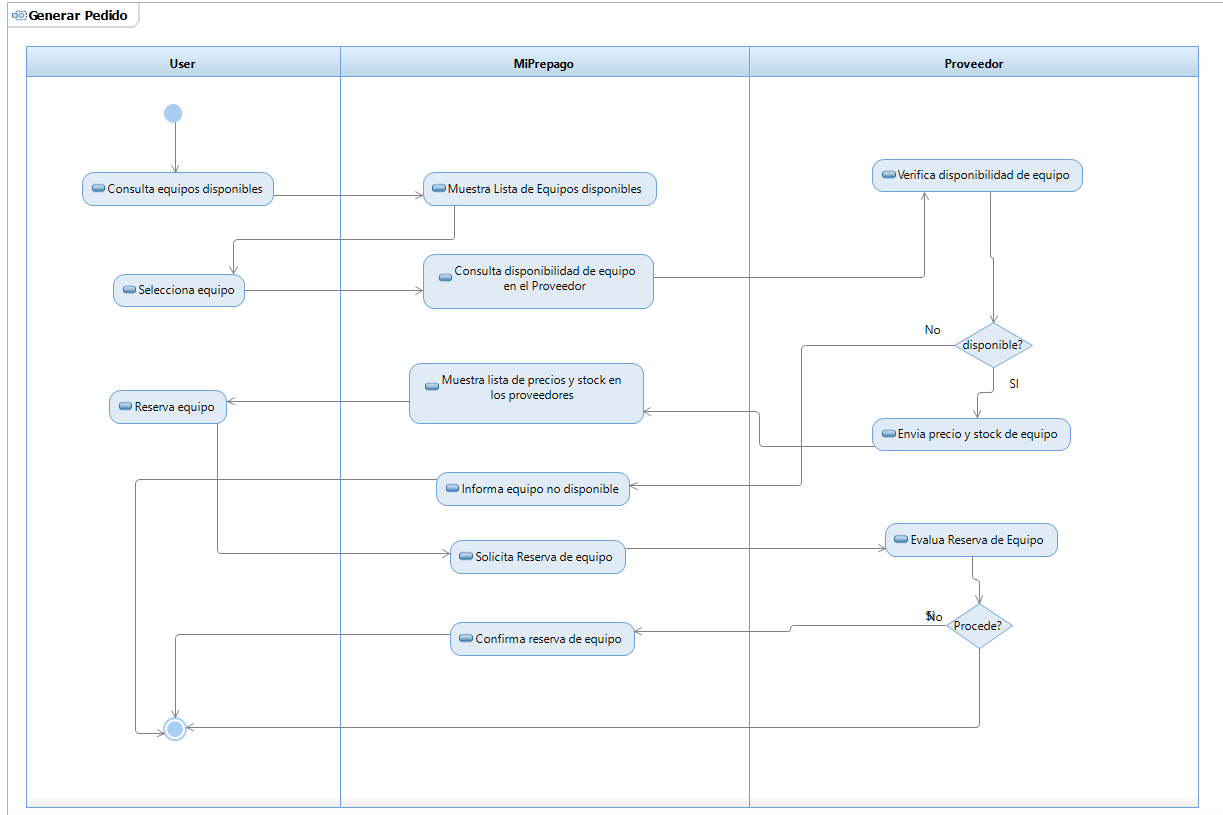 Generar Pedido
User
MiPrepago
Proveedor
Consulta equipos disponibles
Muestra Lista de Equipos disponibles
Verifica disponibilidad de equipo
Selecciona equipo
Consulta disponibilidad de equipo
en el Proveedor
No
disponible?
SI
Muestra lista de precios y stock en
los proveedores
Reserva equipo
Envia precio y stock de equipo
Informa equipo no disponible
Evalua Reserva de Equipo
Solicita Reserva de equipo
No
Procede?
Confirma reserva de equipo